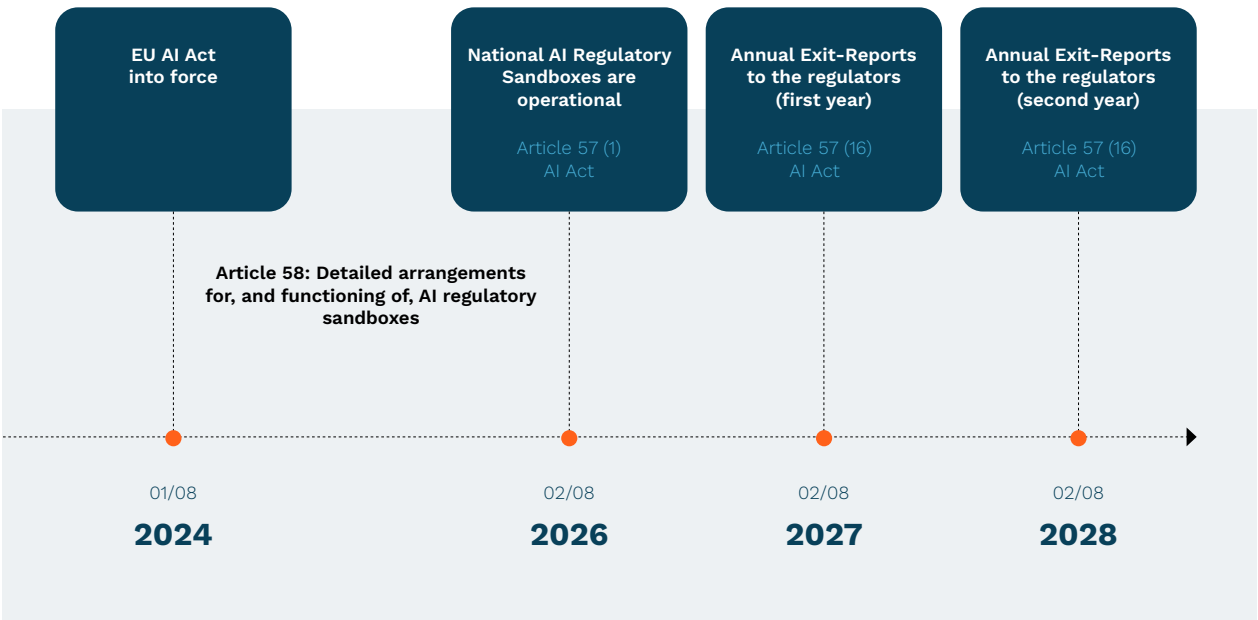 EU AI Act
into force
National AI Regulatory
Sandboxes are
operational
Article 57 (1)
AI Act
Annual Exit-Reports
to the regulators
(first year)
Article 57 (16)
AI Act
Annual Exit-Reports
to the regulators
(second year)
Article 57 (16)
AI Act
Article 58: Detailed arrangements
for, and functioning of, AI regulatory
sandboxes
01/08
2024
02/08
2026
02/08
2027
02/08
2028